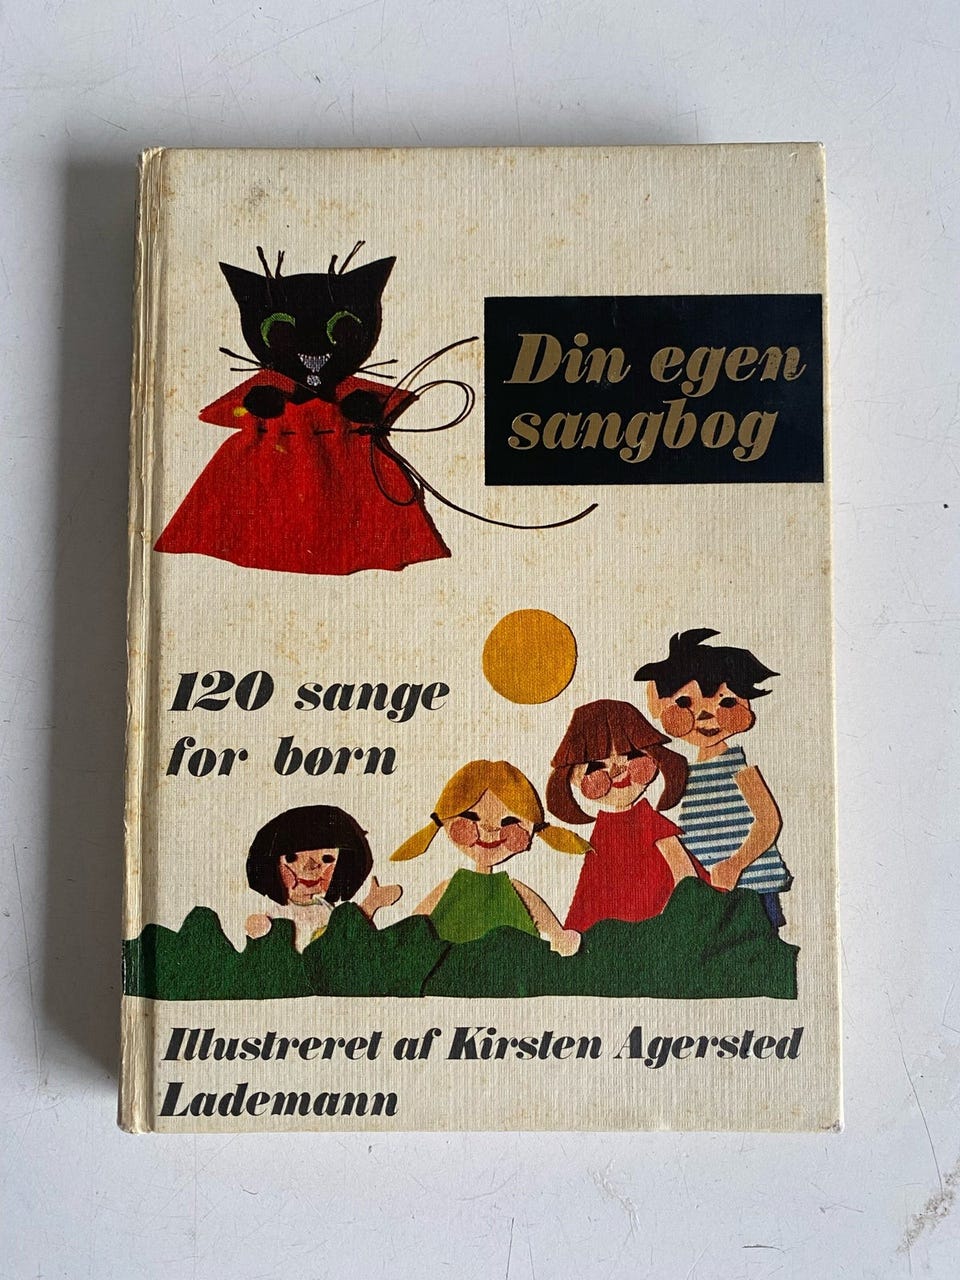 Din egen
sangbog
120 sange
for børn
Illustreret af Kirsten Agersted
Lademann